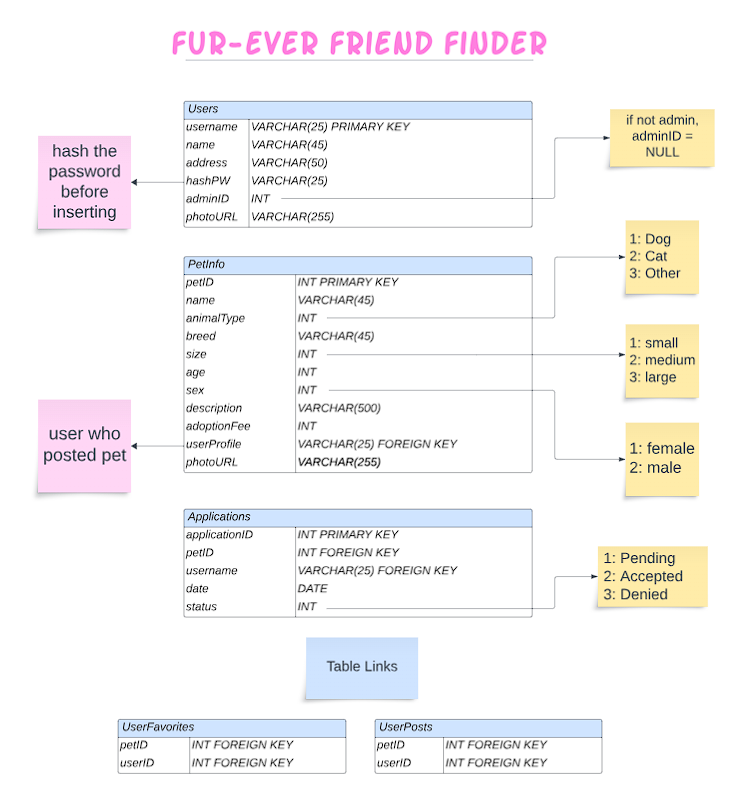 FUR-EVER FRIEND FINDER
Users
username VARCHAR(25) PRIMARY KEY
name VARCHAR(45)
address VARCHAR(50)
hashPW VARCHAR(25)
adminID INT
photoURL VARCHAR(255)
hash the
password
before
inserting
if not admin,
adminID =
NULL
PetInfo
petID INT PRIMARY KEY
name VARCHAR(45)
animalType INT
breed VARCHAR(45)
size INT
age INT
sex INT
description VARCHAR(500)
adoptionFee INT
userProfile VARCHAR(25) FOREIGN KEY
photoURL VARCHAR(255)
1: Dog
2: Cat
3: Other
1: small
2: medium
3: large
user who
posted pet
1: female
2: male
Applications
applicationID INT PRIMARY KEY
petID INT FOREIGN KEY
username VARCHAR(25) FOREIGN KEY
date DATE
status INT
1: Pending
2: Accepted
3: Denied
Table Links
UserFavorites
petID INT FOREIGN KEY
userID INT FOREIGN KEY
UserPosts
petID INT FOREIGN KEY
userID INT FOREIGN KEY